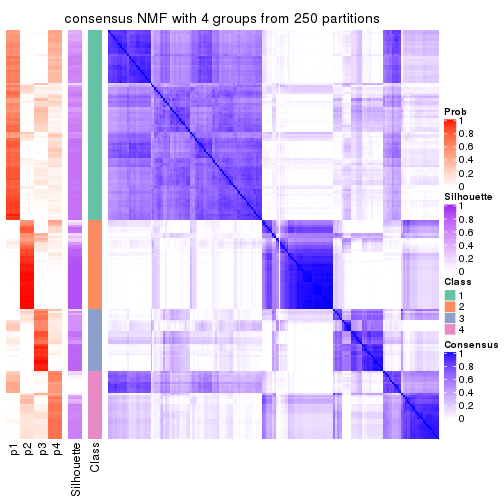 consensus NMF with 4 groups from 250 partitions
Prob
1
0.8
0.6
0.4
0.2
0
Silhouette
1
0.8
0.6
0.4
0.2
0
Class
1
2
3
4
Consensus
1
0.8
0.6
0.4
0.2
0
p1
p2
p3
p4
Silhouette
Class